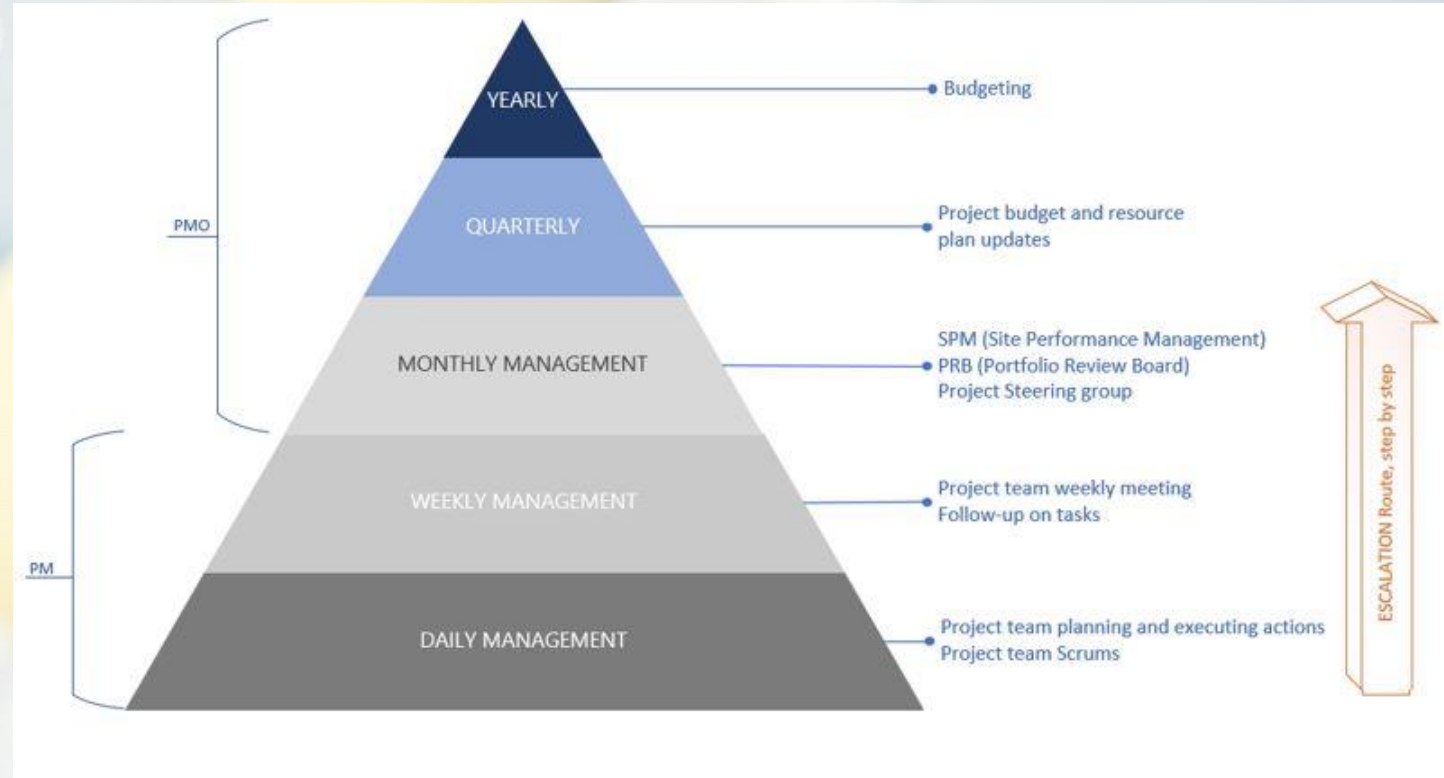 YEARLY
Budgeting
PMO
QUARTERLY
Project budget and resource
plan updates
MONTHLY MANAGEMENT
SPM (Site Performance Management)
PRB (Portfolio Review Board)
Project Steering group
WEEKLY MANAGEMENT
Project team weekly meeting
Follow-up on tasks
PM
DAILY MANAGEMENT
Project team planning and executing actions
Project team Scrums
ESCALATION Route, step by step